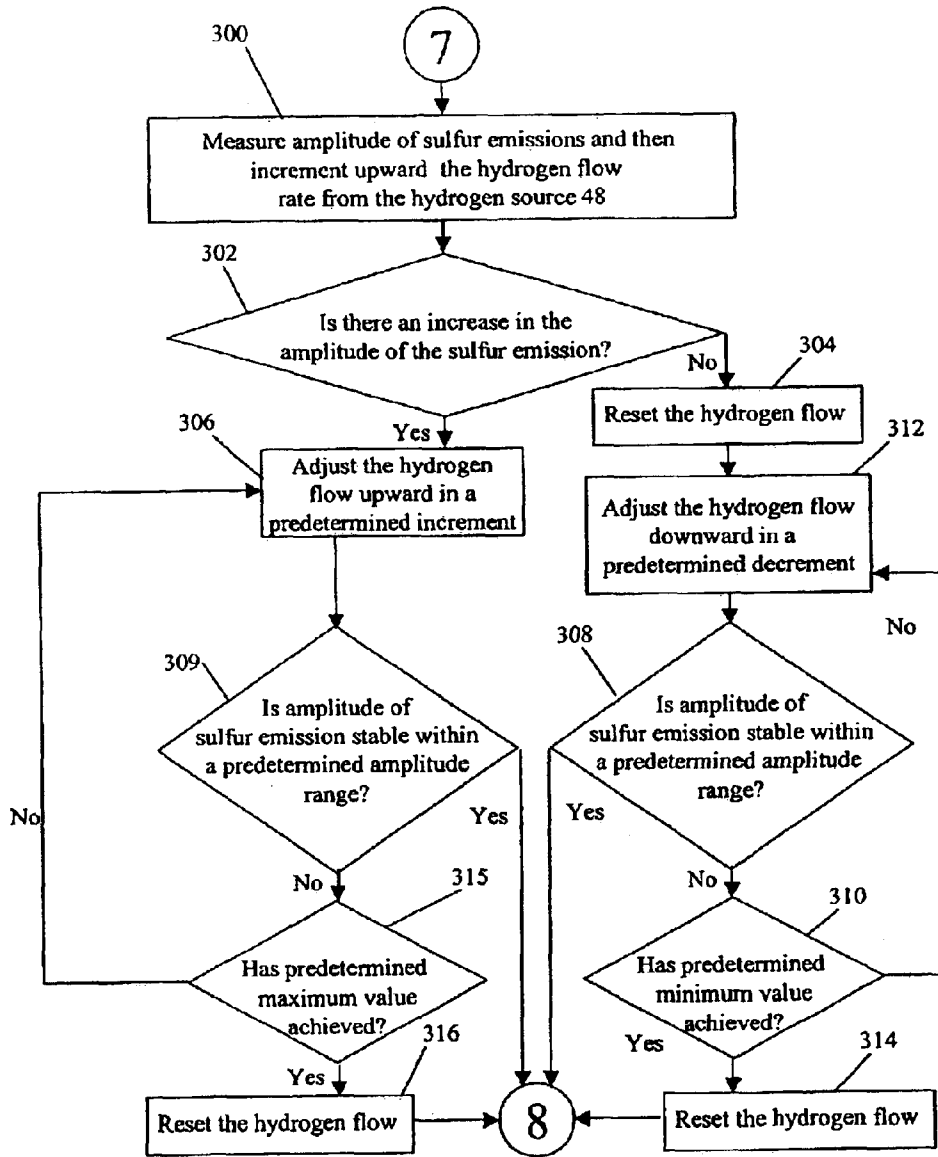 7
300
Measure amplitude of sulfur emissions and then
increment upward the hydrogen flow
rate from the hydrogen source 48
302
Is there an increase in the
amplitude of the sulfur emission?
No
304
Reset the hydrogen flow
Yes
306
Adjust the hydrogen
flow upward in a
predetermined increment
312
Adjust the hydrogen flow
downward in a
predetermined decrement
No
309
Is amplitude of
sulfur emission stable within
a predetermined amplitude
range?
308
Is amplitude of
sulfur emission stable within
a predetermined amplitude
range?
No
Yes
Yes
No
315
Has predetermined
maximum value
achieved?
No
310
Has predetermined
minimum value
achieved?
Yes
316
Reset the hydrogen flow
8
Yes
314
Reset the hydrogen flow